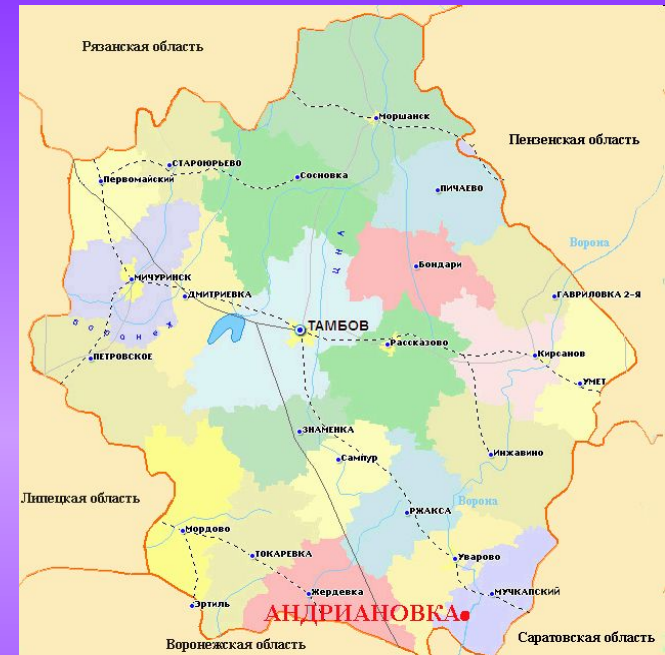 Рязанская область
Моршанск
Пензенская область
СТАРОЮРЬЕВО
Первомайский
Сосновка
ПИЧАЕВО
Цна
Ворона
Бондари
МИЧУРИНСК
ДМИТРИЕВКА
ГАВРИЛОВКА 2-Я
воронеж
ТАМБОВ
Рассказово
ПЕТРОВСКОЕ
Кирсанов
УМЕТ
ЗНАМЕНКА
Сампур
Инжавино
Липецкая область
Ворона
РЖАКСА
Мордово
ТОКАРЕВКА
Уварово
Жердевка
МУЧКАПСКИЙ
Эртиль
АНДРИАНОВКА
Воронежская область
Саратовская область